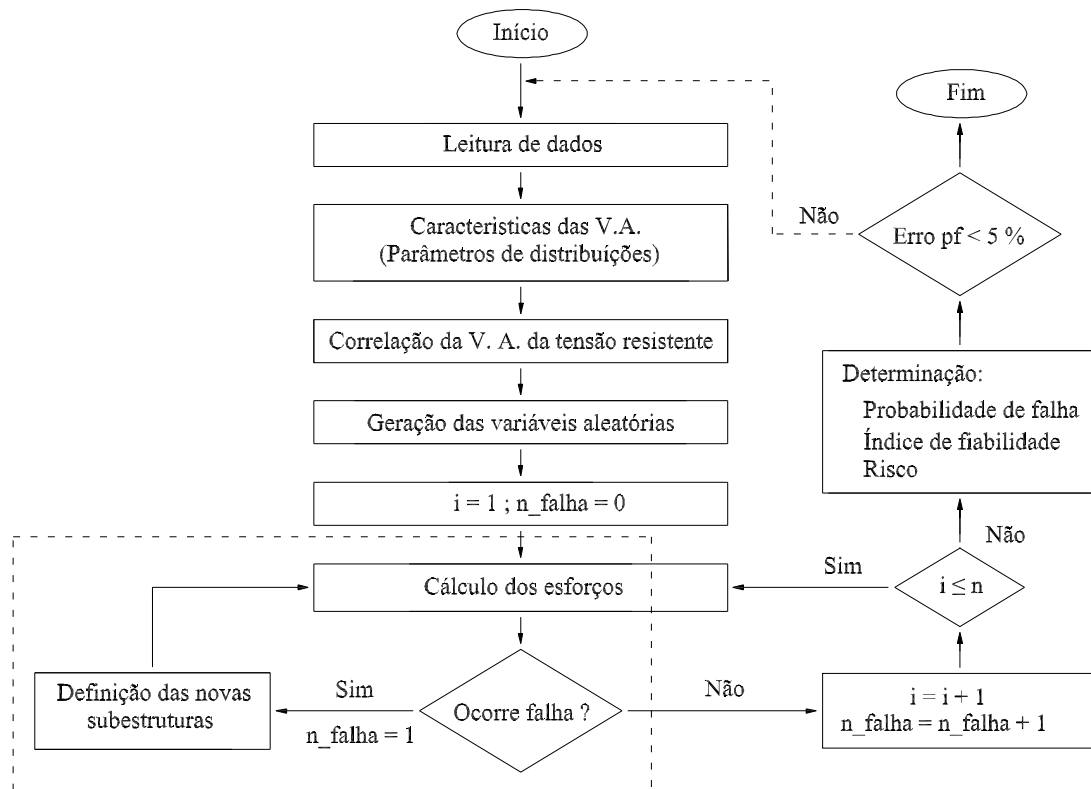 Início
Leitura de dados
Caracteristicas das V.A.
(Parâmetros de distribuíções)
Correlação da V. A. da tensão resistente
Geração das variáveis aleatórias
i = 1 ; n_falha = 0
Cálculo dos esforços
Ocorre falha ?
Sim
n_falha = 1
Definição das novas
subestruturas
Não
i = i + 1
n_falha = n_falha + 1
i ≤ n
Sim
Não
Determinação:
Probabilidade de falha
Índice de fiabilidade
Risco
Erro pf < 5 %
Não
Fim